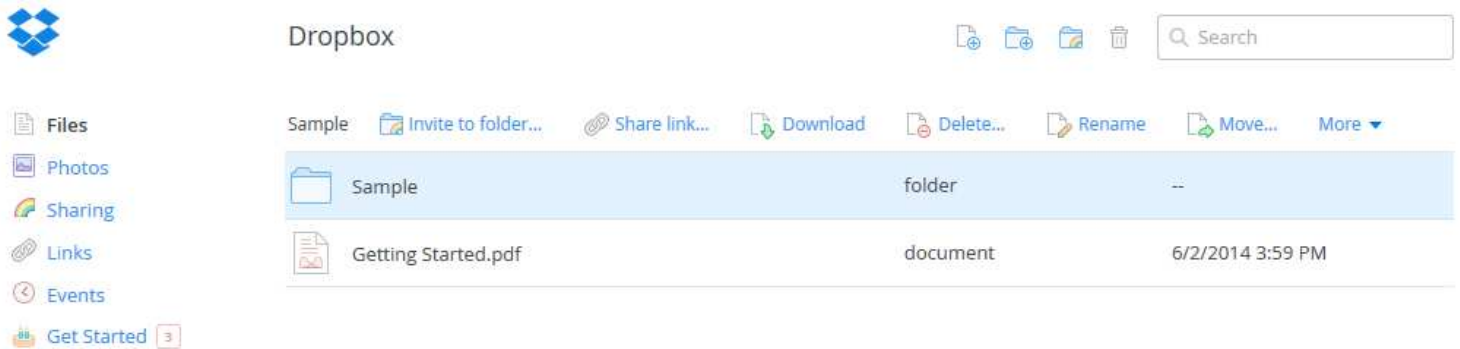 Dropbox
Search
Files
Photos
Sharing
Links
Events
Get Started 3
Sample Invite to folder... Share link... Download Delete... Rename Move... More
Sample folder --
Getting Started.pdf document 6/2/2014 3:59 PM